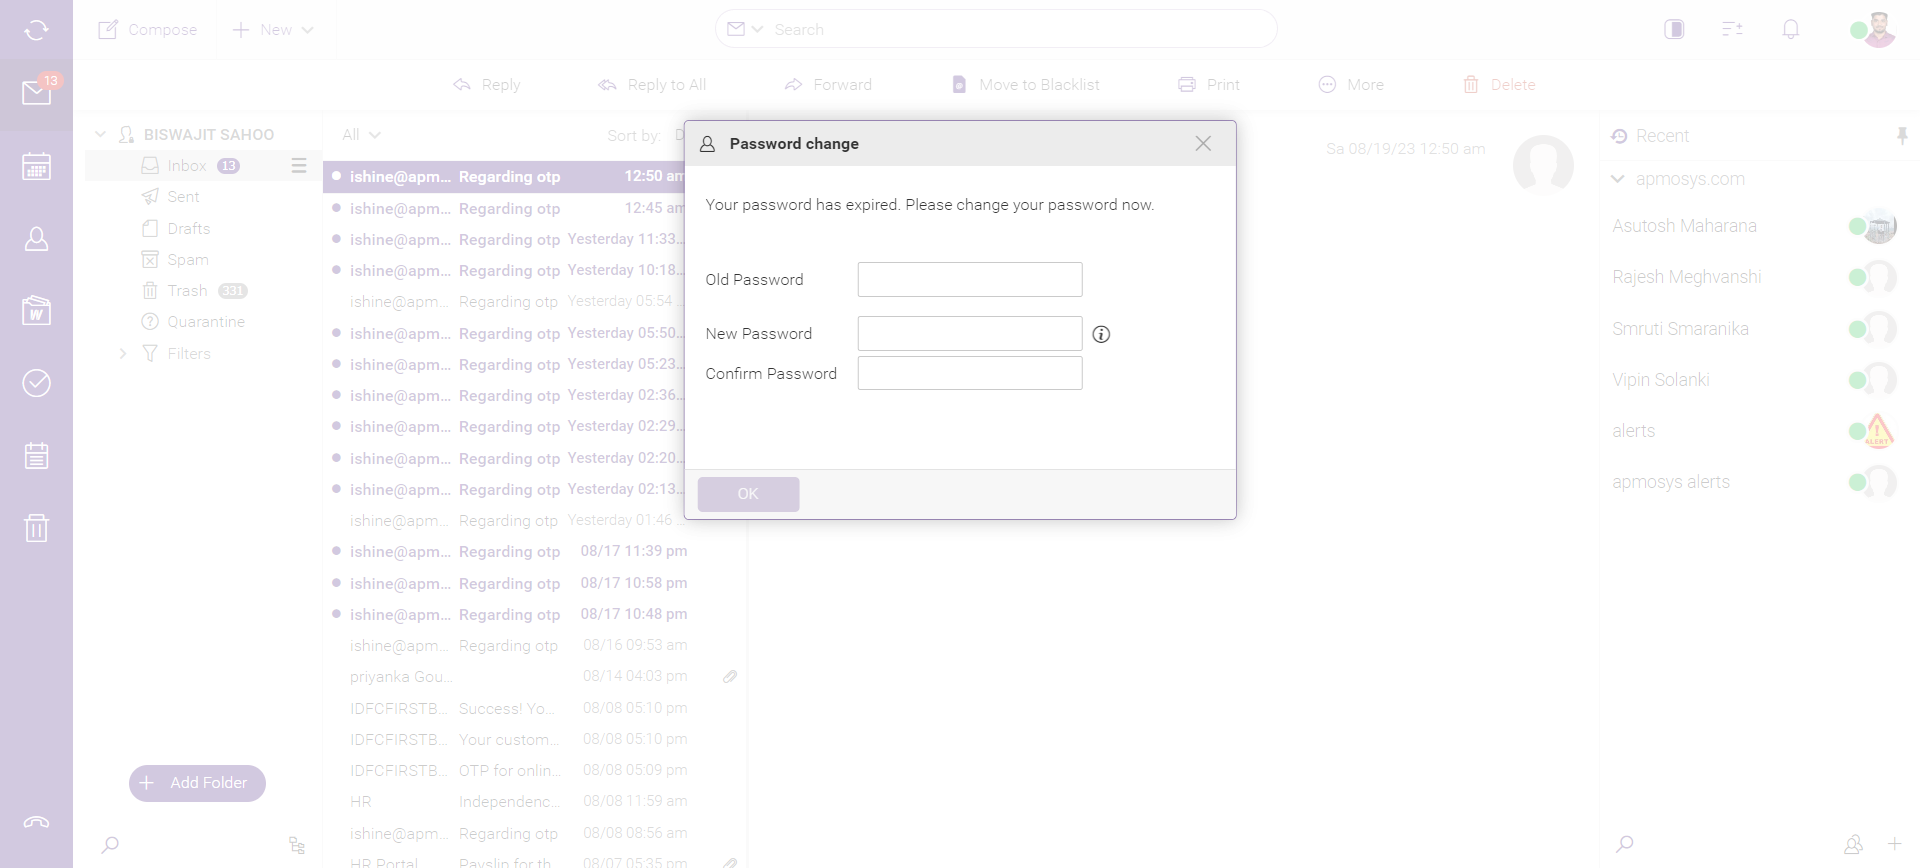 Compose
New
Search
13
Reply
Reply to All
Forward
Move to Blacklist
Print
More
Delete
BISWAJIT SAHOO
Inbox 13
Sent
Drafts
Spam
Trash 331
Quarantine
Filters
Add Folder
All
Sort by: D
ishine@apm... Regarding otp 12:50 am
ishine@apm... Regarding otp 12:45 am
ishine@apm... Regarding otp Yesterday 11:33...
ishine@apm... Regarding otp Yesterday 10:18...
ishine@apm... Regarding otp Yesterday 05:54 ...
ishine@apm... Regarding otp Yesterday 05:50...
ishine@apm... Regarding otp Yesterday 05:23...
ishine@apm... Regarding otp Yesterday 02:36...
ishine@apm... Regarding otp Yesterday 02:29...
ishine@apm... Regarding otp Yesterday 02:20...
ishine@apm... Regarding otp Yesterday 02:13...
ishine@apm... Regarding otp Yesterday 01:46 ...
ishine@apm... Regarding otp 08/17 11:39 pm
ishine@apm... Regarding otp 08/17 10:58 pm
ishine@apm... Regarding otp 08/17 10:48 pm
ishine@apm... Regarding otp 08/16 09:53 am
priyanka Gou... 08/14 04:03 pm
IDFCFIRSTB... Success! Yo... 08/08 05:10 pm
IDFCFIRSTB... Your custom... 08/08 05:10 pm
IDFCFIRSTB... OTP for onlin... 08/08 05:09 pm
HR Independenc... 08/08 11:59 am
ishine@apm... Regarding otp 08/08 08:56 am
HR Portal Payslip for th... 08/07 05:35 pm
Password change
Your password has expired. Please change your password now.
Old Password
New Password
Confirm Password
OK
Sa 08/19/23 12:50 am
Recent
apmosys.com
Asutosh Maharana
Rajesh Meghvanshi
Smruti Smaranika
Vipin Solanki
alerts
ALERT
apmosys alerts